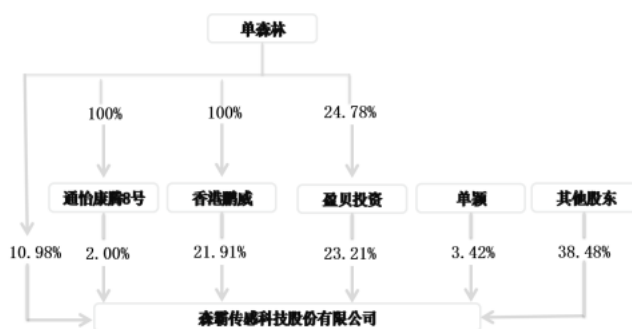 单森林
100%
100%
24.78%
通怡康腾8号
香港鹏威
盈贝投资
单颖
其他股东
10.98%
2.00%
21.91%
23.21%
3.42%
38.48%
森霸传感科技股份有限公司